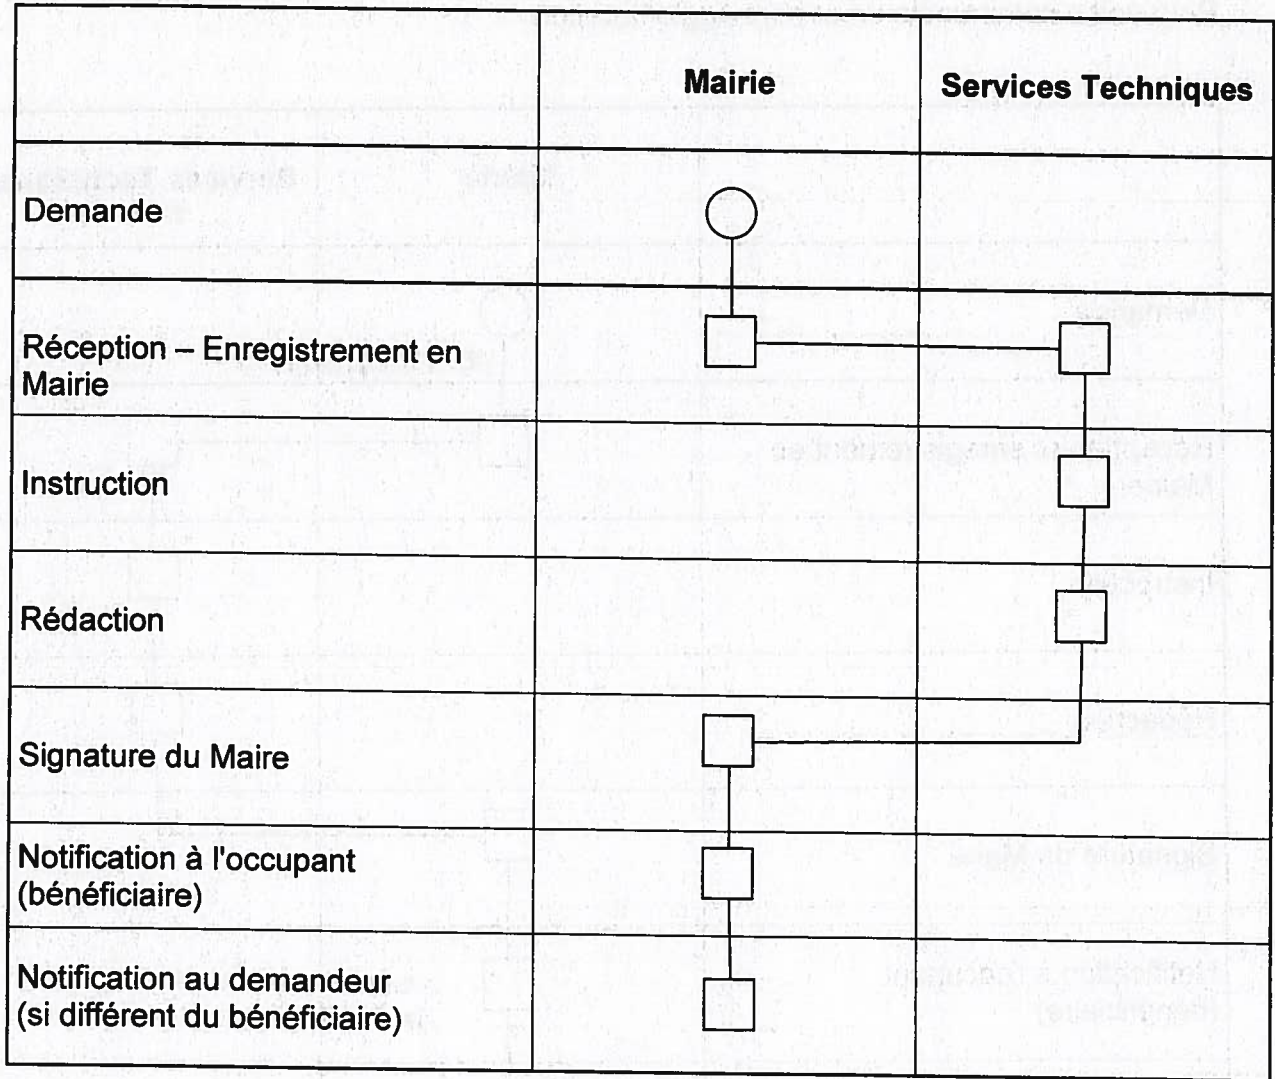 Mairie
Services Techniques
Demande
Réception – Enregistrement en
Mairie
Instruction
Rédaction
Signature du Maire
Notification à l'occupant
(bénéficiaire)
Notification au demandeur
(si différent du bénéficiaire)